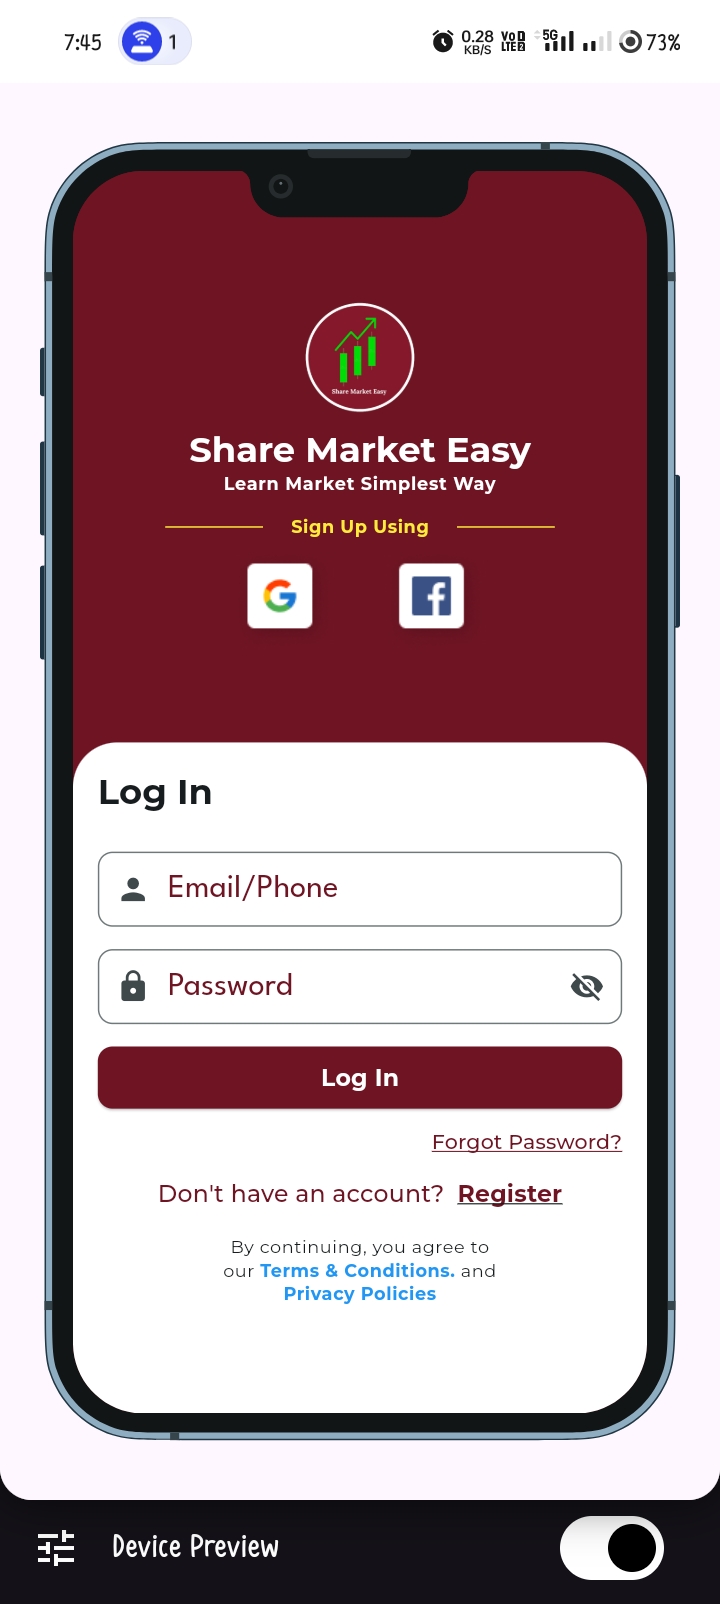 7:45 1 0.28 KB/S VoD LTE2 5G 73%
Share Market Easy
Share Market Easy
Learn Market Simplest Way
Sign Up Using
Log In
Email/Phone
Password
Log In
Forgot Password?
Don't have an account? Register
By continuing, you agree to
our Terms & Conditions. and
Privacy Policies
Device Preview